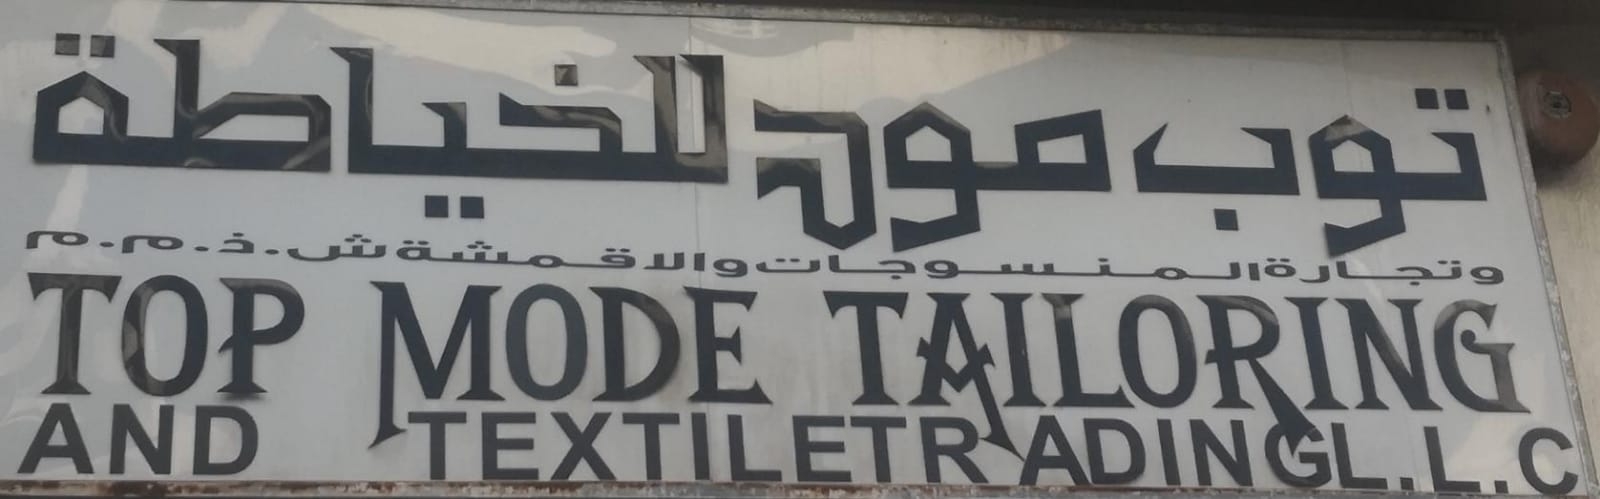 توب مود للخياطة
وتجارة المنسوجات والاقمشة ش.ذ.م.م.
TOP MODE TAILORING
AND TEXTILETRADINGL.L.C